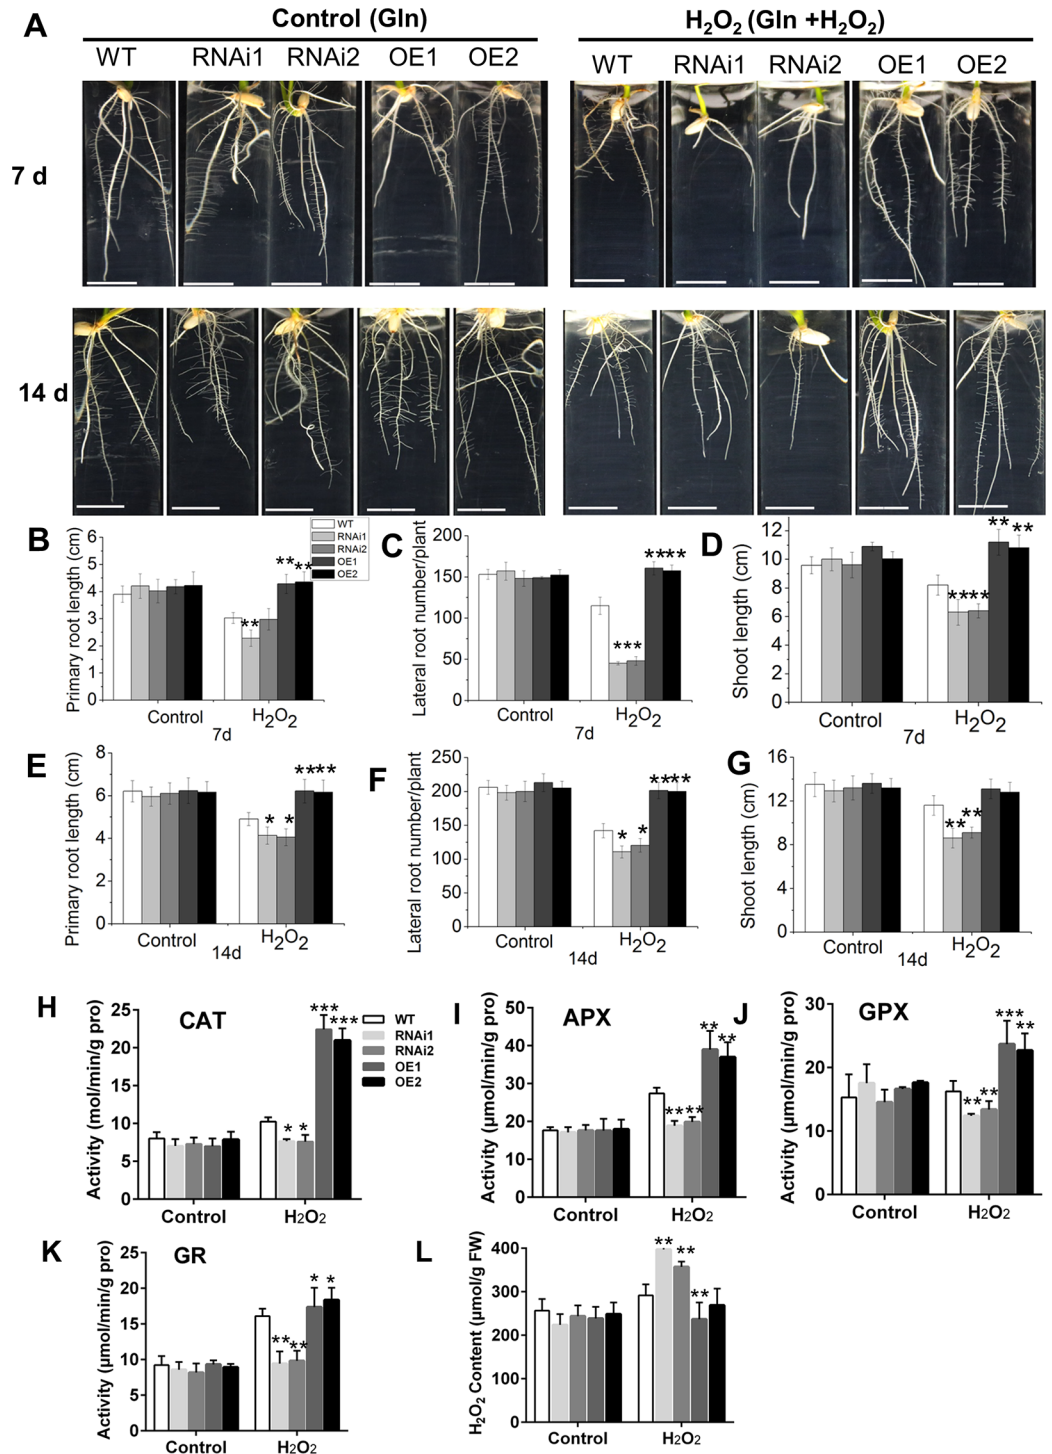 A
Control (Gln)
H₂O₂ (Gln +H₂O₂)
WT RNAi1 RNAi2 OE1 OE2
WT RNAi1 RNAi2 OE1 OE2
7 d
14 d
B
Primary root length (cm)
6
5
4
3
2
1
0
WT
RNAi1
RNAi2
OE1
OE2
**
**
**
Control
H₂O₂
7d
C
Lateral root number/plant
200
150
100
50
0
***
****
Control
H₂O₂
7d
D
Shoot length (cm)
12
10
8
6
4
2
0
****
**
**
Control
H₂O₂
7d
E
Primary root length (cm)
8
6
4
2
0
*
*
****
Control
H₂O₂
14d
F
Lateral root number/plant
250
200
150
100
50
0
*
*
****
Control
H₂O₂
14d
G
Shoot length (cm)
16
12
8
4
0
**
**
Control
H₂O₂
14d
H
CAT
Activity (mol/min/g pro)
25
20
15
10
5
0
*
*
***
***
WT
RNAi1
RNAi2
OE1
OE2
Control
H₂O₂
I
APX
Activity (μmol/min/g pro)
50
40
30
20
10
0
**
**
**
**
Control
H₂O₂
J
GPX
Activity (μmol/min/g pro)
30
20
10
0
**
**
***
**
Control
H₂O₂
K
GR
Activity (μmol/min/g pro)
25
20
15
10
5
0
**
**
*
*
Control
H₂O₂
L
H₂O₂ Content (μmol/g FW)
400
300
200
100
0
**
**
**
Control
H₂O₂